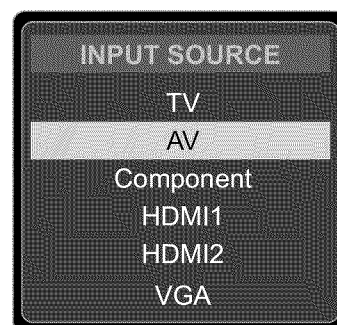 INPUT SOURCE
TV
AV
Component
HDMI1
HDMI2
VGA